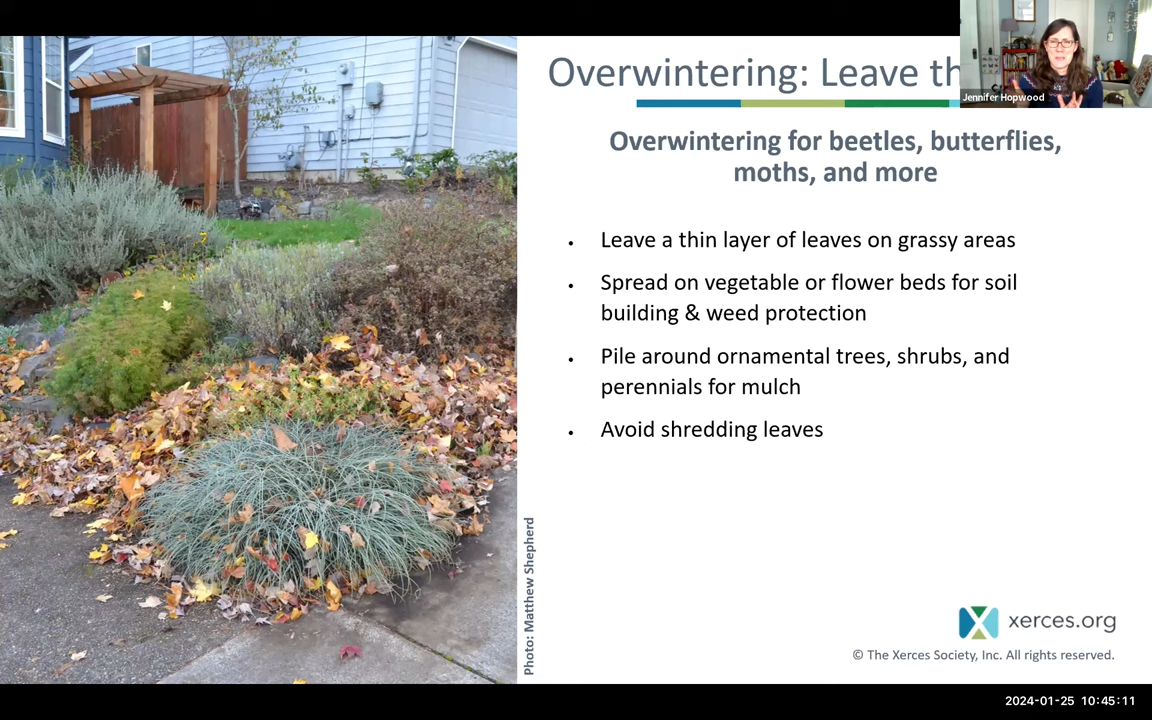 Overwintering: Leave th
Jennifer Hopwood
Overwintering for beetles, butterflies,
moths, and more
• Leave a thin layer of leaves on grassy areas
• Spread on vegetable or flower beds for soil
building & weed protection
• Pile around ornamental trees, shrubs, and
perennials for mulch
• Avoid shredding leaves
Photo: Matthew Shepherd
xerces.org
© The Xerces Society, Inc. All rights reserved.
2024-01-25 10:45:11